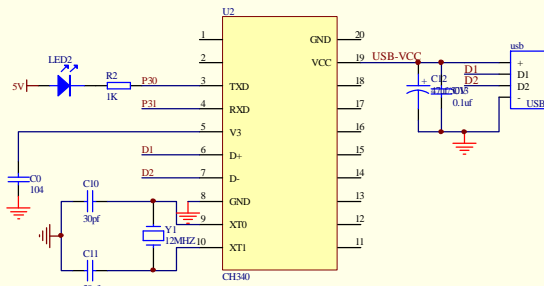 U2
1
2
3
4
5
6
7
8
9
10
TXD
RXD
V3
D+
D-
GND
XT0
XT1
GND
VCC
20
19
18
17
16
15
14
13
12
11
CH340
5V
LED2
R2
1K
P30
P31
D1
D2
C0
104
C10
30pf
C11
Y1
12MHZ
USB-VCC
C12
0.1uf
D1
D2
usb
+
D1
D2
-
USB